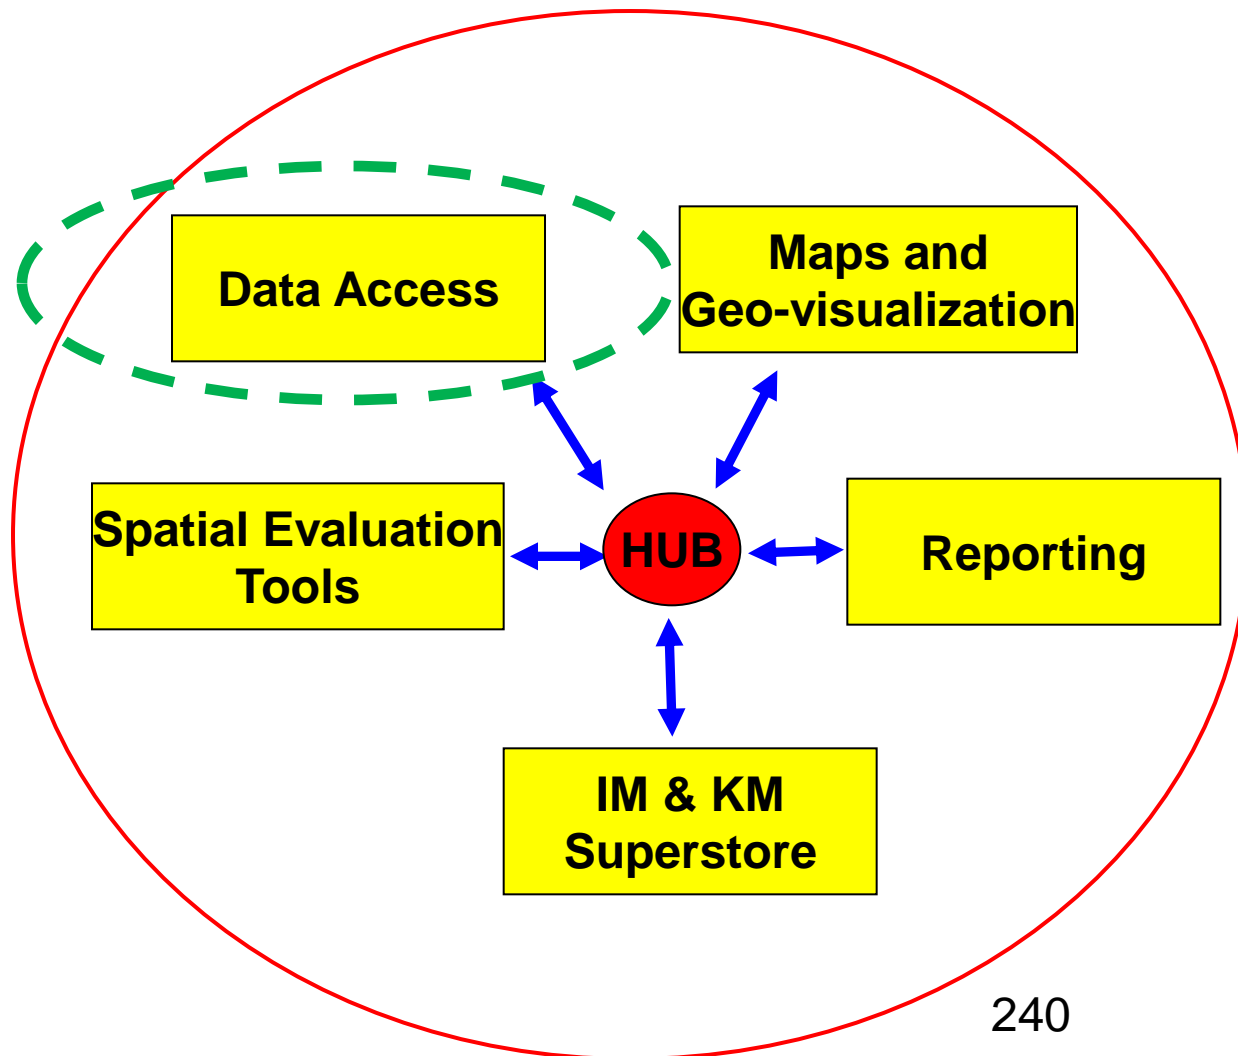 Data Access
Maps and
Geo-visualization
Spatial Evaluation
Tools
HUB
Reporting
IM & KM
Superstore
240